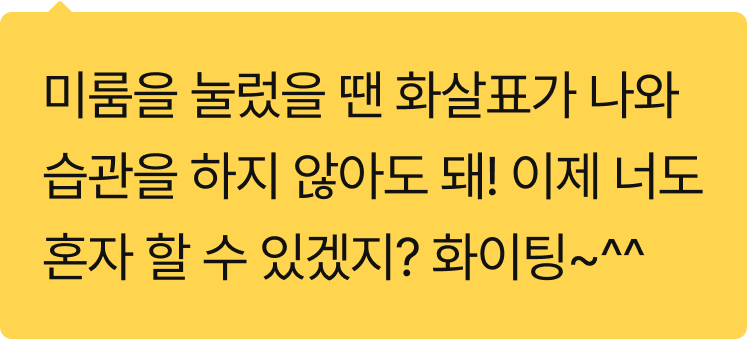 미룸을 눌렀을 땐 화살표가 나와
습관을 하지 않아도 돼! 이제 너도
혼자 할 수 있겠지? 화이팅~^^